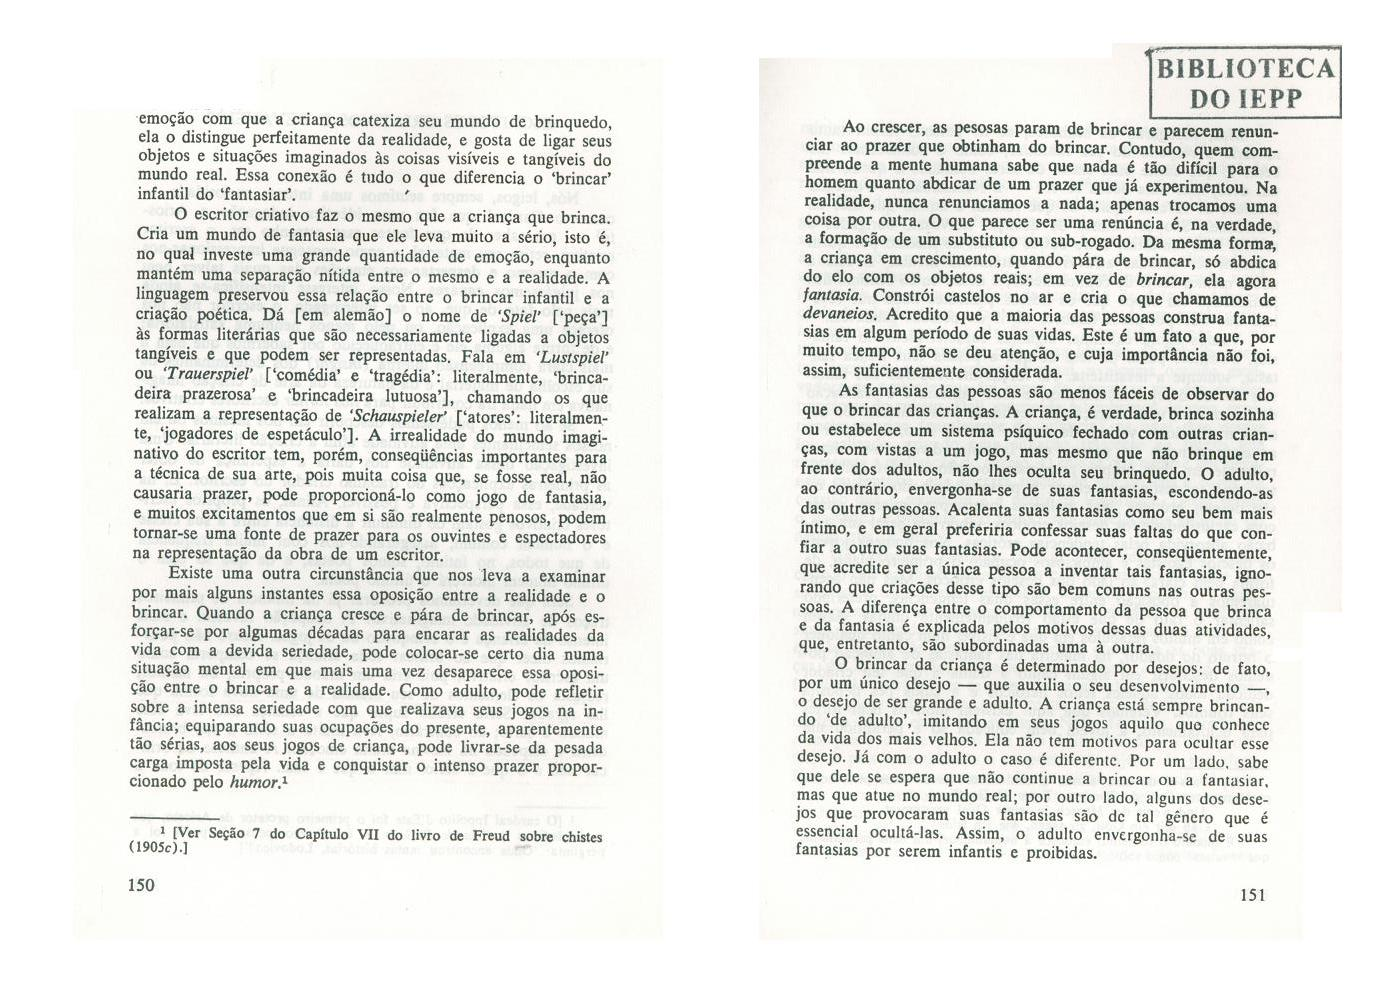 emoção com que a criança catexiza seu mundo de brinquedo,
ela o distingue perfeitamente da realidade, e gosta de ligar seus
objetos e situações imaginados às coisas visíveis e tangíveis do
mundo real. Essa conexão é tudo o que diferencia o ‘brincar’
infantil do ‘fantasiar’.
O escritor criativo faz o mesmo que a criança que brinca.
Cria um mundo de fantasia que ele leva muito a sério, isto é,
no qual investe uma grande quantidade de emoção, enquanto
mantém uma separação nítida entre o mesmo e a realidade. A
linguagem preservou essa relação entre o brincar infantil e a
criação poética. Dá [em alemão] o nome de ‘Spiel’ [‘peça’]
às formas literárias que são necessariamente ligadas a objetos
tangíveis e que podem ser representadas. Fala em ‘Lustspiel’
ou ‘Trauerspiel’ [‘comédia’ e ‘tragédia’: literalmente, ‘brinca-
deira prazerosa’ e ‘brincadeira lutuosa’], chamando os que
realizam a representação de ‘Schauspieler’ [‘atores’: literalmen-
te, ‘jogadores de espetáculo’]. A irrealidade do mundo imagi-
nativo do escritor tem, porém, conseqüências importantes para
a técnica de sua arte, pois muita coisa que, se fosse real, não
causaria prazer, pode proporcioná-lo como jogo de fantasia,
e muitos excitamentos que em si são realmente penosos, podem
tornar-se uma fonte de prazer para os ouvintes e espectadores
na representação da obra de um escritor.
Existe uma outra circunstância que nos leva a examinar
por mais alguns instantes essa oposição entre a realidade e o
brincar. Quando a criança cresce e pára de brincar, após es-
forçar-se por algumas décadas para encarar as realidades da
vida com a devida seriedade, pode colocar-se certo dia numa
situação mental em que mais uma vez desaparece essa oposi-
ção entre o brincar e a realidade. Como adulto, pode refletir
sobre a intensa seriedade com que realizava seus jogos na in-
fância; equiparando suas ocupações do presente, aparentemente
tão sérias, aos seus jogos de criança, pode livrar-se da pesada
carga imposta pela vida e conquistar o intenso prazer propor-
cionado pelo humor.¹
¹ [Ver Seção 7 do Capítulo VII do livro de Freud sobre chistes
(1905c).]
150
BIBLIOTECA
DO IEPP
Ao crescer, as pesosas param de brincar e parecem renun-
ciar ao prazer que obtinham do brincar. Contudo, quem com-
preende a mente humana sabe que nada é tão difícil para o
homem quanto abdicar de um prazer que já experimentou. Na
realidade, nunca renunciamos a nada; apenas trocamos uma
coisa por outra. O que parece ser uma renúncia é, na verdade,
a formação de um substituto ou sub-rogado. Da mesma forma,
a criança em crescimento, quando pára de brincar, só abdica
do elo com os objetos reais; em vez de brincar, ela agora
fantasia. Constrói castelos no ar e cria o que chamamos de
devaneios. Acredito que a maioria das pessoas construa fanta-
sias em algum período de suas vidas. Este é um fato a que, por
muito tempo, não se deu atenção, e cuja importância não foi,
assim, suficientemente considerada.
As fantasias das pessoas são menos fáceis de observar do
que o brincar das crianças. A criança, é verdade, brinca sozinha
ou estabelece um sistema psíquico fechado com outras crian-
ças, com vistas a um jogo, mas mesmo que não brinque em
frente dos adultos, não lhes oculta seu brinquedo. O adulto,
ao contrário, envergonha-se de suas fantasias, escondendo-as
das outras pessoas. Acalenta suas fantasias como seu bem mais
íntimo, e em geral preferiria confessar suas faltas do que con-
fiar a outro suas fantasias. Pode acontecer, conseqüentemente,
que acredite ser a única pessoa a inventar tais fantasias, igno-
rando que criações desse tipo são bem comuns nas outras pes-
soas. A diferença entre o comportamento da pessoa que brinca
e da fantasia é explicada pelos motivos dessas duas atividades,
que, entretanto, são subordinadas uma à outra.
O brincar da criança é determinado por desejos: de fato,
por um único desejo — que auxilia o seu desenvolvimento —,
o desejo de ser grande e adulto. A criança está sempre brincan-
do ‘de adulto’, imitando em seus jogos aquilo que conhece
da vida dos mais velhos. Ela não tem motivos para ocultar esse
desejo. Já com o adulto o caso é diferente. Por um lado, sabe
que dele se espera que não continue a brincar ou a fantasiar,
mas que atue no mundo real; por outro lado, alguns dos dese-
jos que provocaram suas fantasias são de tal gênero que é
essencial ocultá-las. Assim, o adulto envergonha-se de suas
fantasias por serem infantis e proibidas.
151